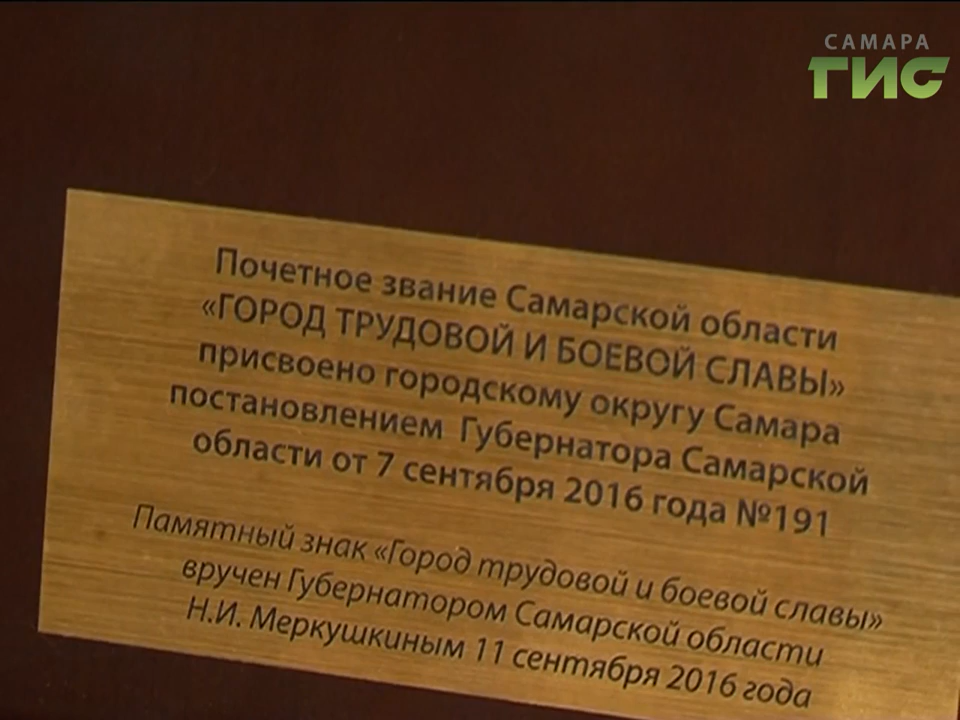 САМАРА
ГИС
Почетное звание Самарской области
«ГОРОД ТРУДОВОЙ И БОЕВОЙ СЛАВЫ»
присвоено городскому округу Самара
постановлением Губернатора Самарской
области от 7 сентября 2016 года №191
Памятный знак «Город трудовой и боевой славы»
вручен Губернатором Самарской области
Н.И. Меркушкиным 11 сентября 2016 года